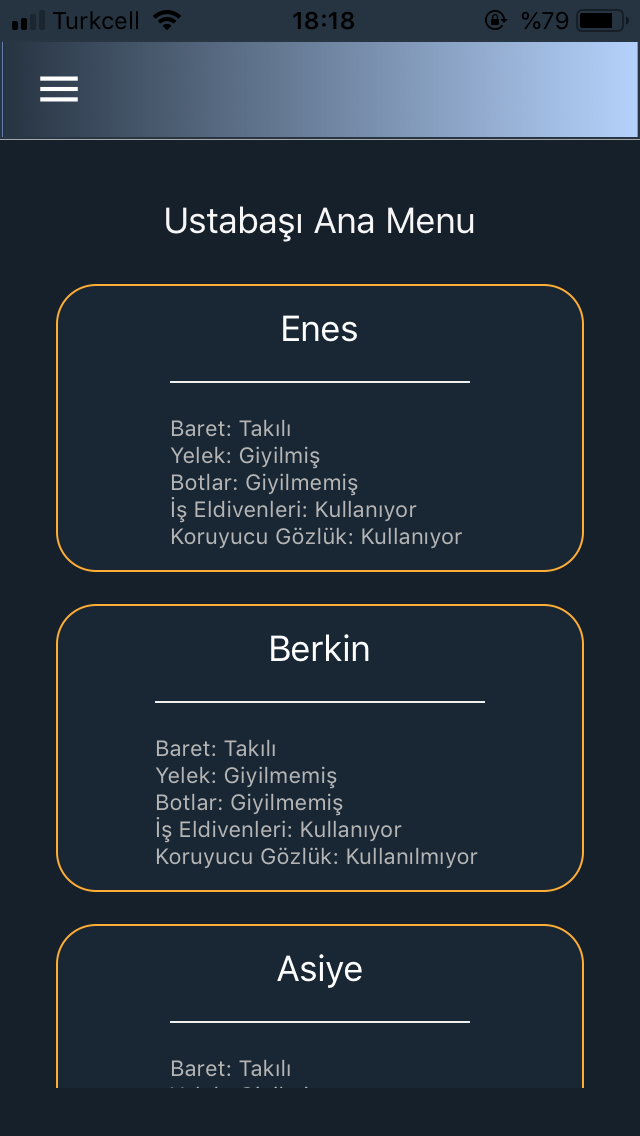 Turkcell 18:18 %79
Ustabaşı Ana Menu
Enes
Baret: Takılı
Yelek: Giyilmiş
Botlar: Giyilmemiş
İş Eldivenleri: Kullanıyor
Koruyucu Gözlük: Kullanıyor
Berkin
Baret: Takılı
Yelek: Giyilmemiş
Botlar: Giyilmemiş
İş Eldivenleri: Kullanıyor
Koruyucu Gözlük: Kullanılmıyor
Asiye
Baret: Takılı